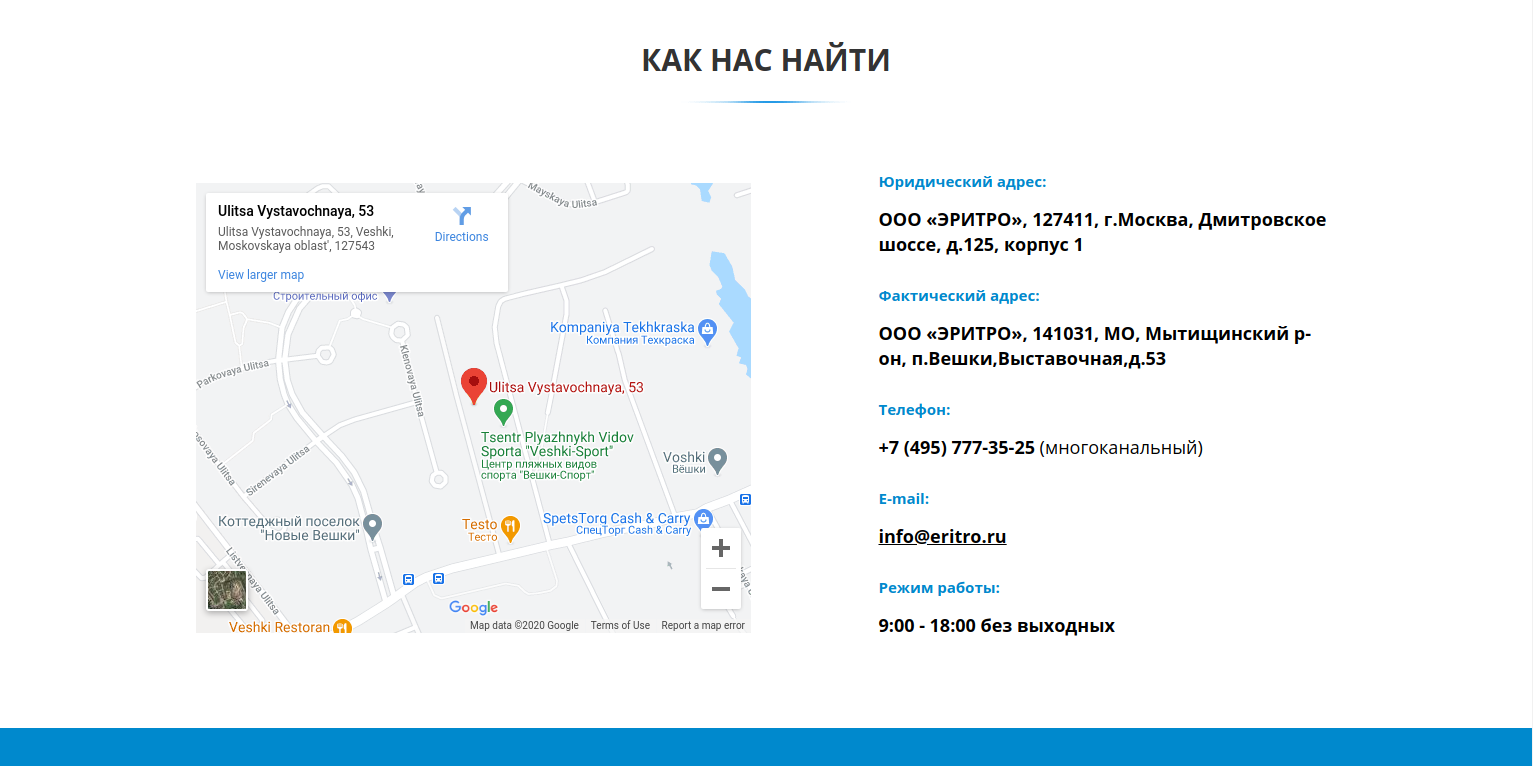 КАК НАС НАЙТИ
Ulitsa Vystavochnaya, 53
Ulitsa Vystavochnaya, 53, Veshki,
Moskovskaya oblast', 127543
Directions
View larger map
Mayskaya Ulitsa
Строительный офис
Kompaniya Tekhkraska
Компания Техкраска
Parkovaya Ulitsa
Klenovaya Ulitsa
Ulitsa Vystavochnaya, 53
Tsentr Plyazhnykh Vidov
Sporta "Veshki-Sport"
Центр пляжных видов
спорта "Вешки-Спорт"
Voshki
Вёшки
Sirenevaya Ulitsa
Коттеджный поселок
"Новые Вешки"
Testo
Тесто
SpetsTorg Cash & Carry
СпецТорг Cash & Carry
Veshki Restoran
Google
Map data ©2020 Google Terms of Use Report a map error
Юридический адрес:
ООО «ЭРИТРО», 127411, г.Москва, Дмитровское
шоссе, д.125, корпус 1
Фактический адрес:
ООО «ЭРИТРО», 141031, МО, Мытищинский р-
он, п.Вешки,Выставочная,д.53
Телефон:
+7 (495) 777-35-25 (многоканальный)
E-mail:
info@eritro.ru
Режим работы:
9:00 - 18:00 без выходных